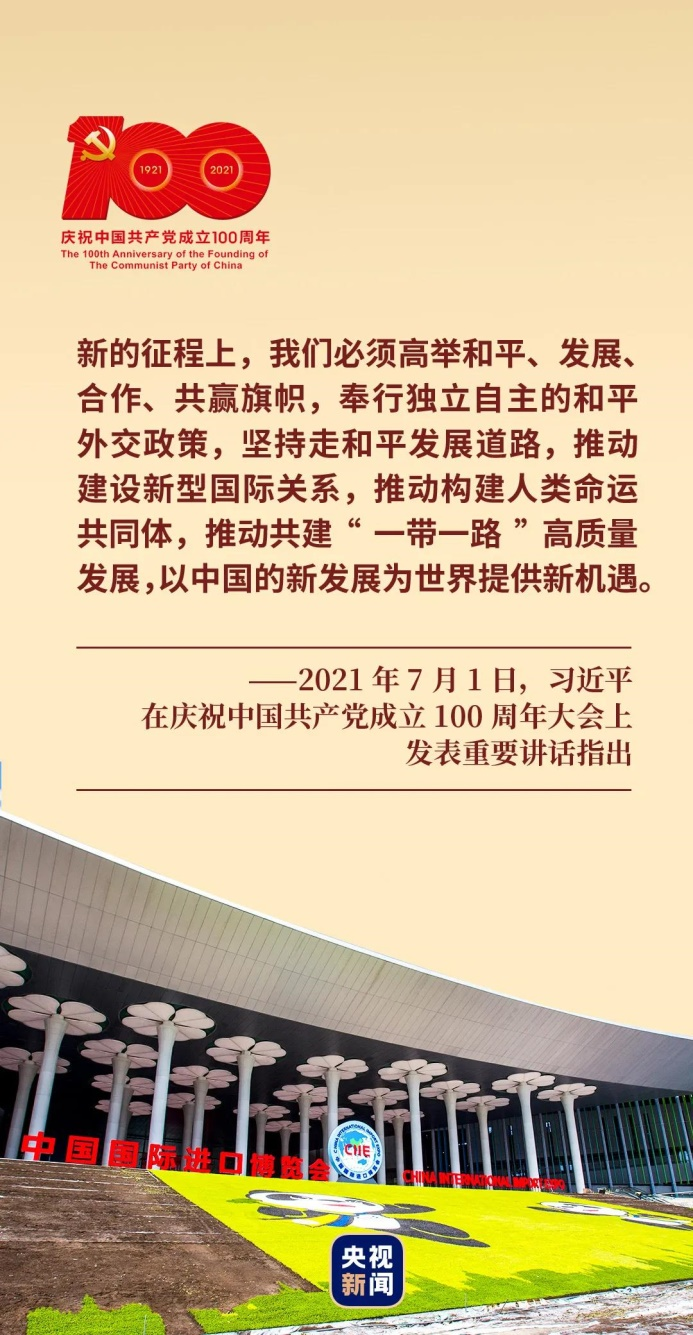 1921
2021
庆祝中国共产党成立100周年
The 100th Anniversary of the Founding of
The Communist Party of China
新的征程上，我们必须高举和平、发展、
合作、共赢旗帜，奉行独立自主的和平
外交政策，坚持走和平发展道路，推动
建设新型国际关系，推动构建人类命运
共同体，推动共建“一带一路”高质量
发展，以中国的新发展为世界提供新机遇。
——2021 年 7 月 1 日，习近平
在庆祝中国共产党成立 100 周年大会上
发表重要讲话指出
中国国际进口博览会
CIIE
CHINA INTERNATIONAL IMPORT EXPO
央视
新闻